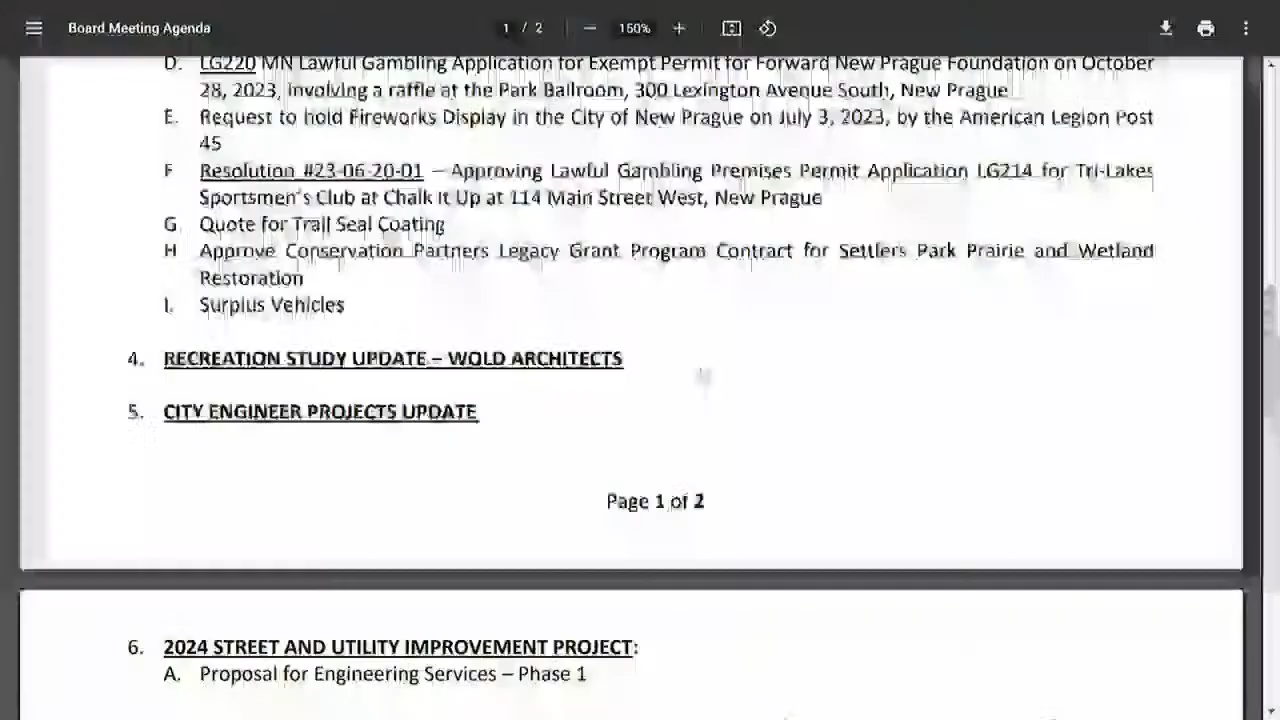 Board Meeting Agenda
1 / 2
150%
D. LG220 MN Lawful Gambling Application for Exempt Permit for Forward New Prague Foundation on October
28, 2023, involving a raffle at the Park Ballroom, 300 Lexington Avenue South, New Prague
E. Request to hold Fireworks Display in the City of New Prague on July 3, 2023, by the American Legion Post
45
F Resolution #23-06-20-01 – Approving Lawful Gambling Premises Permit Application LG214 for Tri-Lakes
Sportsmen's Club at Chalk It Up at 114 Main Street West, New Prague
G. Quote for Trail Seal Coating
H Approve Conservation Partners Legacy Grant Program Contract for Settlers Park Prairie and Wetland
Restoration
I. Surplus Vehicles
4. RECREATION STUDY UPDATE – WOLD ARCHITECTS
5. CITY ENGINEER PROJECTS UPDATE
Page 1 of 2
6. 2024 STREET AND UTILITY IMPROVEMENT PROJECT:
A. Proposal for Engineering Services – Phase 1